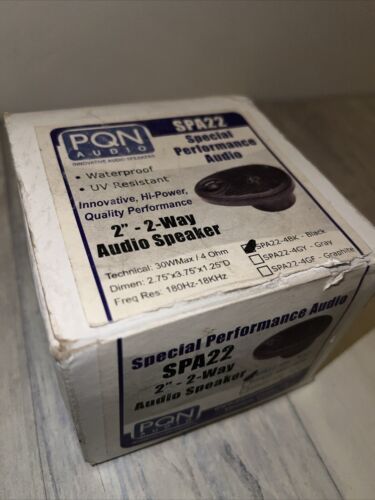 PQN
AUDIO
INNOVATIVE AUDIO SPEAKERS
SPA22
Special
Performance
Audio
• Waterproof
• UV Resistant
Innovative, Hi-Power,
Quality Performance
2" - 2-Way
Audio Speaker
Technical: 30WMax / 4 Ohm
Dimen: 2.75"x3.75"x1.25"D
Freq Res: 180Hz-18KHz
SPA22-4BK - Black
SPA22-4GY - Gray
SPA22-4GF - Graphite
Special Performance Audio
SPA22
2" - 2-Way
Audio Speaker
PQN
AUDIO